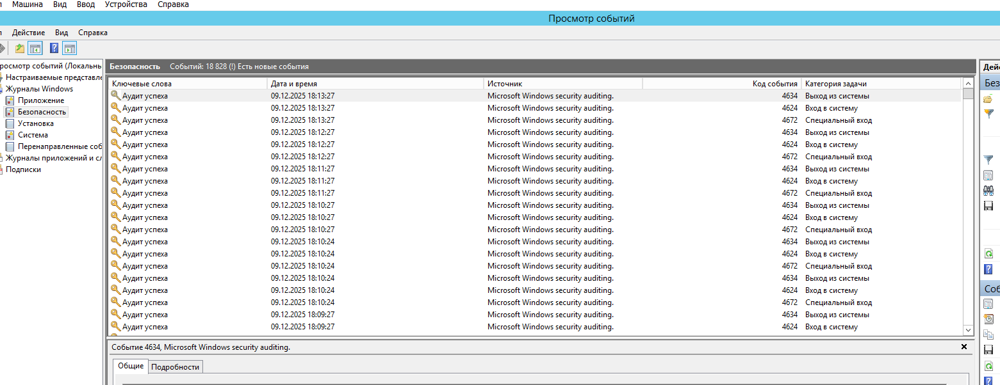 Машина Вид Ввод Устройства Справка
Просмотр событий
Действие Вид Справка
росмотр событий (Локальны
Настраиваемые представле
Журналы Windows
Приложение
Безопасность
Установка
Система
Перенаправленные соб
Журналы приложений и сл
Подписки
Безопасность Событий: 18 828 (!) Есть новые события
Ключевые слова Дата и время Источник Код события Категория задачи
Аудит успеха 09.12.2025 18:13:27 Microsoft Windows security auditing. 4634 Выход из системы
Аудит успеха 09.12.2025 18:13:27 Microsoft Windows security auditing. 4624 Вход в систему
Аудит успеха 09.12.2025 18:13:27 Microsoft Windows security auditing. 4672 Специальный вход
Аудит успеха 09.12.2025 18:12:27 Microsoft Windows security auditing. 4634 Выход из системы
Аудит успеха 09.12.2025 18:12:27 Microsoft Windows security auditing. 4624 Вход в систему
Аудит успеха 09.12.2025 18:12:27 Microsoft Windows security auditing. 4672 Специальный вход
Аудит успеха 09.12.2025 18:11:27 Microsoft Windows security auditing. 4634 Выход из системы
Аудит успеха 09.12.2025 18:11:27 Microsoft Windows security auditing. 4624 Вход в систему
Аудит успеха 09.12.2025 18:11:27 Microsoft Windows security auditing. 4672 Специальный вход
Аудит успеха 09.12.2025 18:10:27 Microsoft Windows security auditing. 4634 Выход из системы
Аудит успеха 09.12.2025 18:10:27 Microsoft Windows security auditing. 4624 Вход в систему
Аудит успеха 09.12.2025 18:10:27 Microsoft Windows security auditing. 4672 Специальный вход
Аудит успеха 09.12.2025 18:10:24 Microsoft Windows security auditing. 4634 Выход из системы
Аудит успеха 09.12.2025 18:10:24 Microsoft Windows security auditing. 4624 Вход в систему
Аудит успеха 09.12.2025 18:10:24 Microsoft Windows security auditing. 4672 Специальный вход
Аудит успеха 09.12.2025 18:10:24 Microsoft Windows security auditing. 4634 Выход из системы
Аудит успеха 09.12.2025 18:10:24 Microsoft Windows security auditing. 4624 Вход в систему
Аудит успеха 09.12.2025 18:10:24 Microsoft Windows security auditing. 4672 Специальный вход
Аудит успеха 09.12.2025 18:09:27 Microsoft Windows security auditing. 4634 Выход из системы
Аудит успеха 09.12.2025 18:09:27 Microsoft Windows security auditing. 4624 Вход в систему
Событие 4634, Microsoft Windows security auditing.
Общие Подробности
Дей
Без
Соб